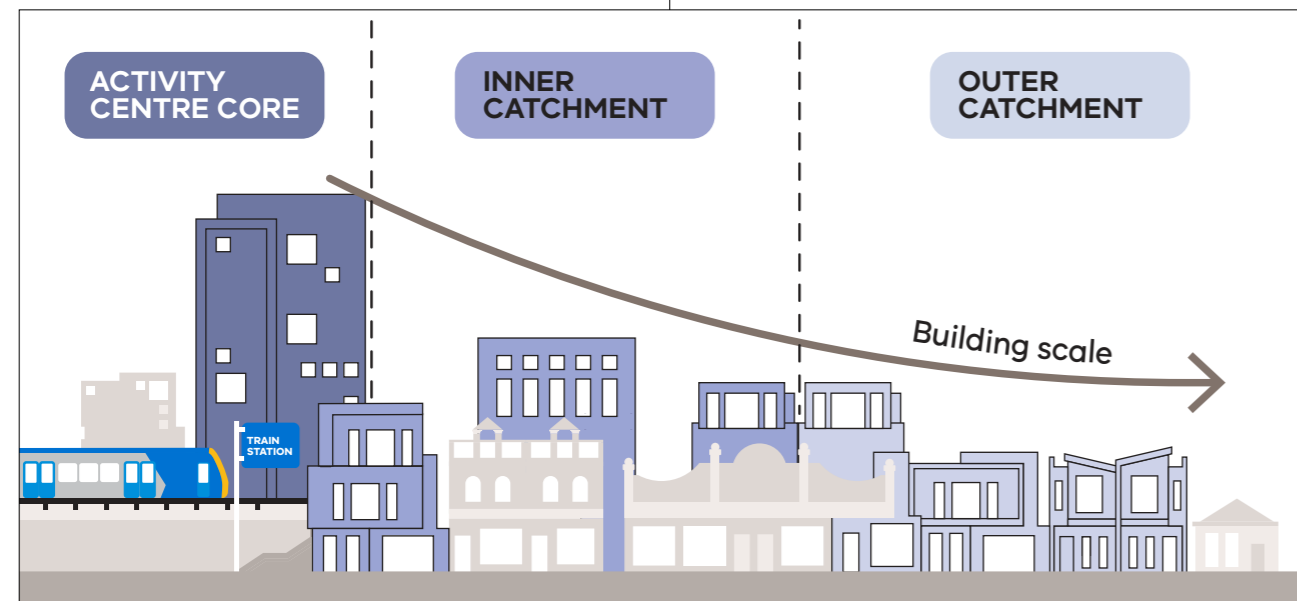 ACTIVITY
CENTRE CORE
INNER
CATCHMENT
OUTER
CATCHMENT
Building scale
TRAIN
STATION